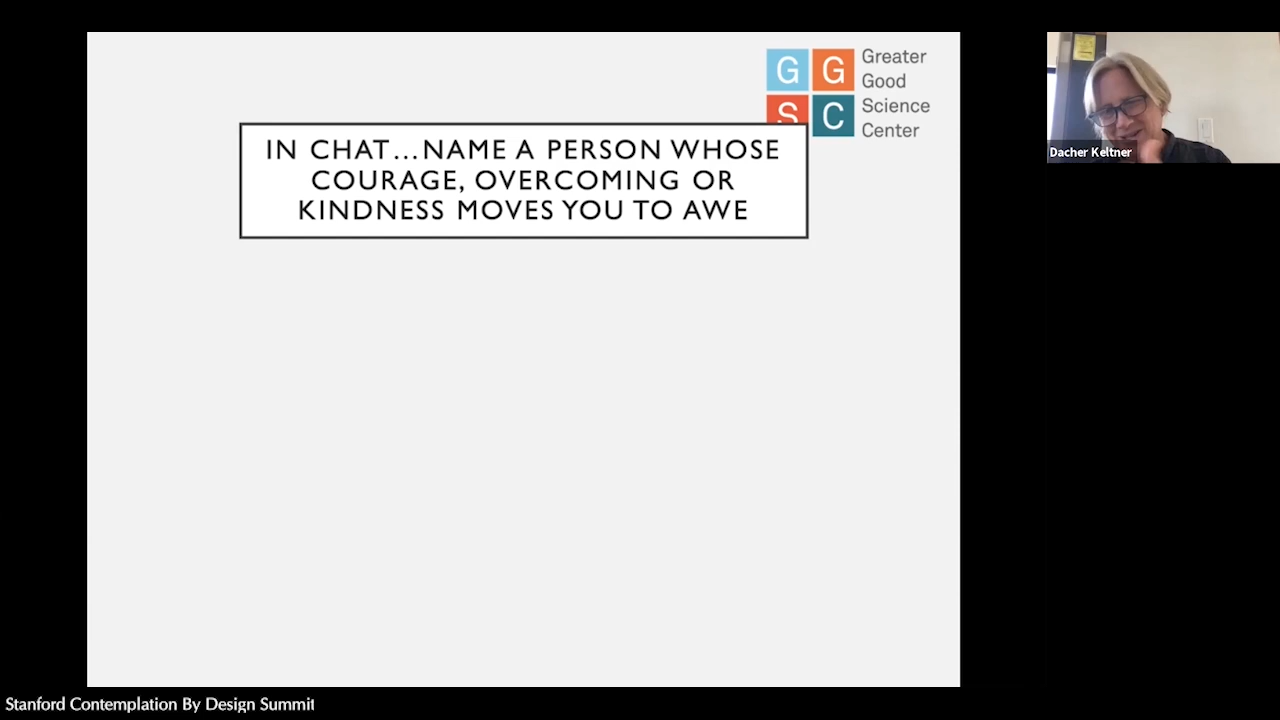 G G
S C
Greater
Good
Science
Center
IN CHAT...NAME A PERSON WHOSE
COURAGE, OVERCOMING OR
KINDNESS MOVES YOU TO AWE
Dacher Keltner
Stanford Contemplation By Design Summit